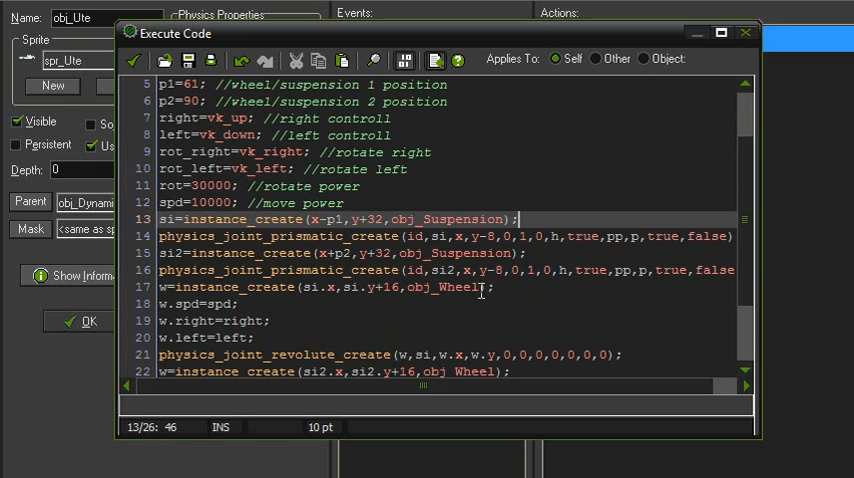 Name: obj_Ute
Physics Properties
Events:
Actions:
Sprite
spr_Ute
New
Visible
So
Persistent
Use
Depth: 0
Parent
obj_Dynami
Mask
<same as sp
Show Informa
OK
Execute Code
Applies To: Self Other Object:
5 p1=61; //wheel/suspension 1 position
6 p2=90; //wheel/suspension 2 position
7 right=vk_up; //right controll
8 left=vk_down; //left controll
9 rot_right=vk_right; //rotate right
10 rot_left=vk_left; //rotate left
11 rot=30000; //rotate power
12 spd=10000; //move power
13 si=instance_create(x-p1,y+32,obj_Suspension);
14 physics_joint_prismatic_create(id,si,x,y-8,0,1,0,h,true,pp,p,true,false)
15 si2=instance_create(x+p2,y+32,obj_Suspension);
16 physics_joint_prismatic_create(id,si2,x,y-8,0,1,0,h,true,pp,p,true,false
17 w=instance_create(si.x,si.y+16,obj_Wheel);
18 w.spd=spd;
19 w.right=right;
20 w.left=left;
21 physics_joint_revolute_create(w,si,w.x,w.y,0,0,0,0,0,0,0);
22 w=instance_create(si2.x,si2.y+16,obj_Wheel);
13/26: 46 INS 10 pt